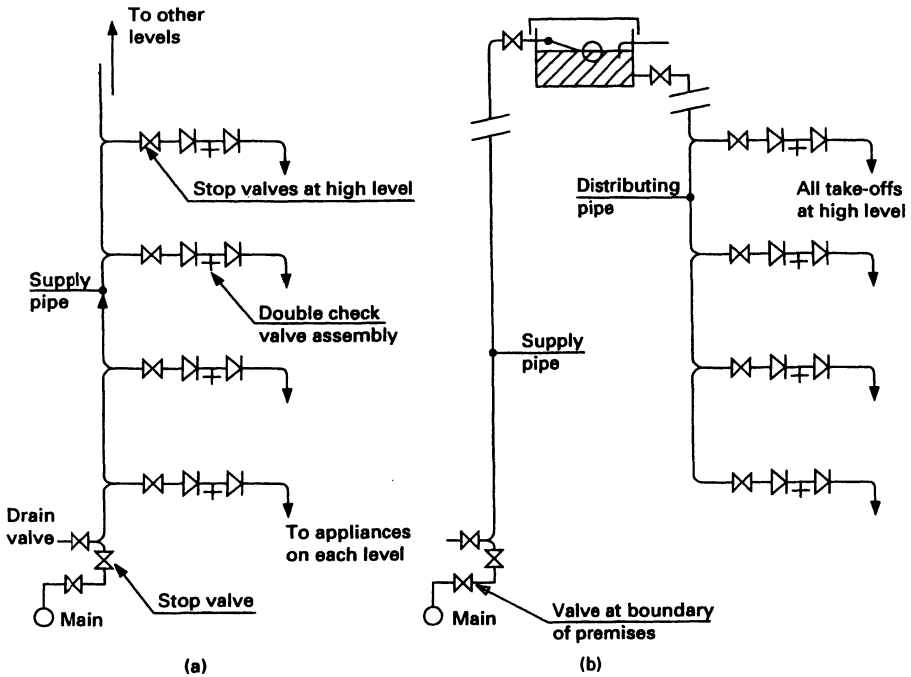 To other
levels
Stop valves at high level
Supply
pipe
Double check
valve assembly
Drain
valve
To appliances
on each level
Stop valve
Main
(a)
Distributing
pipe
All take-offs
at high level
Supply
pipe
Main
Valve at boundary
of premises
(b)